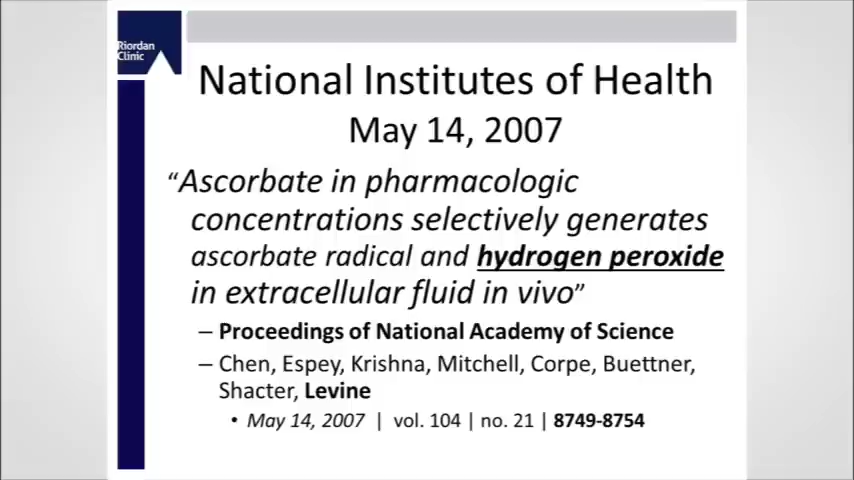 Riordan
Clinic
National Institutes of Health
May 14, 2007
“Ascorbate in pharmacologic
concentrations selectively generates
ascorbate radical and hydrogen peroxide
in extracellular fluid in vivo”
– Proceedings of National Academy of Science
– Chen, Espey, Krishna, Mitchell, Corpe, Buettner,
Shacter, Levine
• May 14, 2007 | vol. 104 | no. 21 | 8749-8754